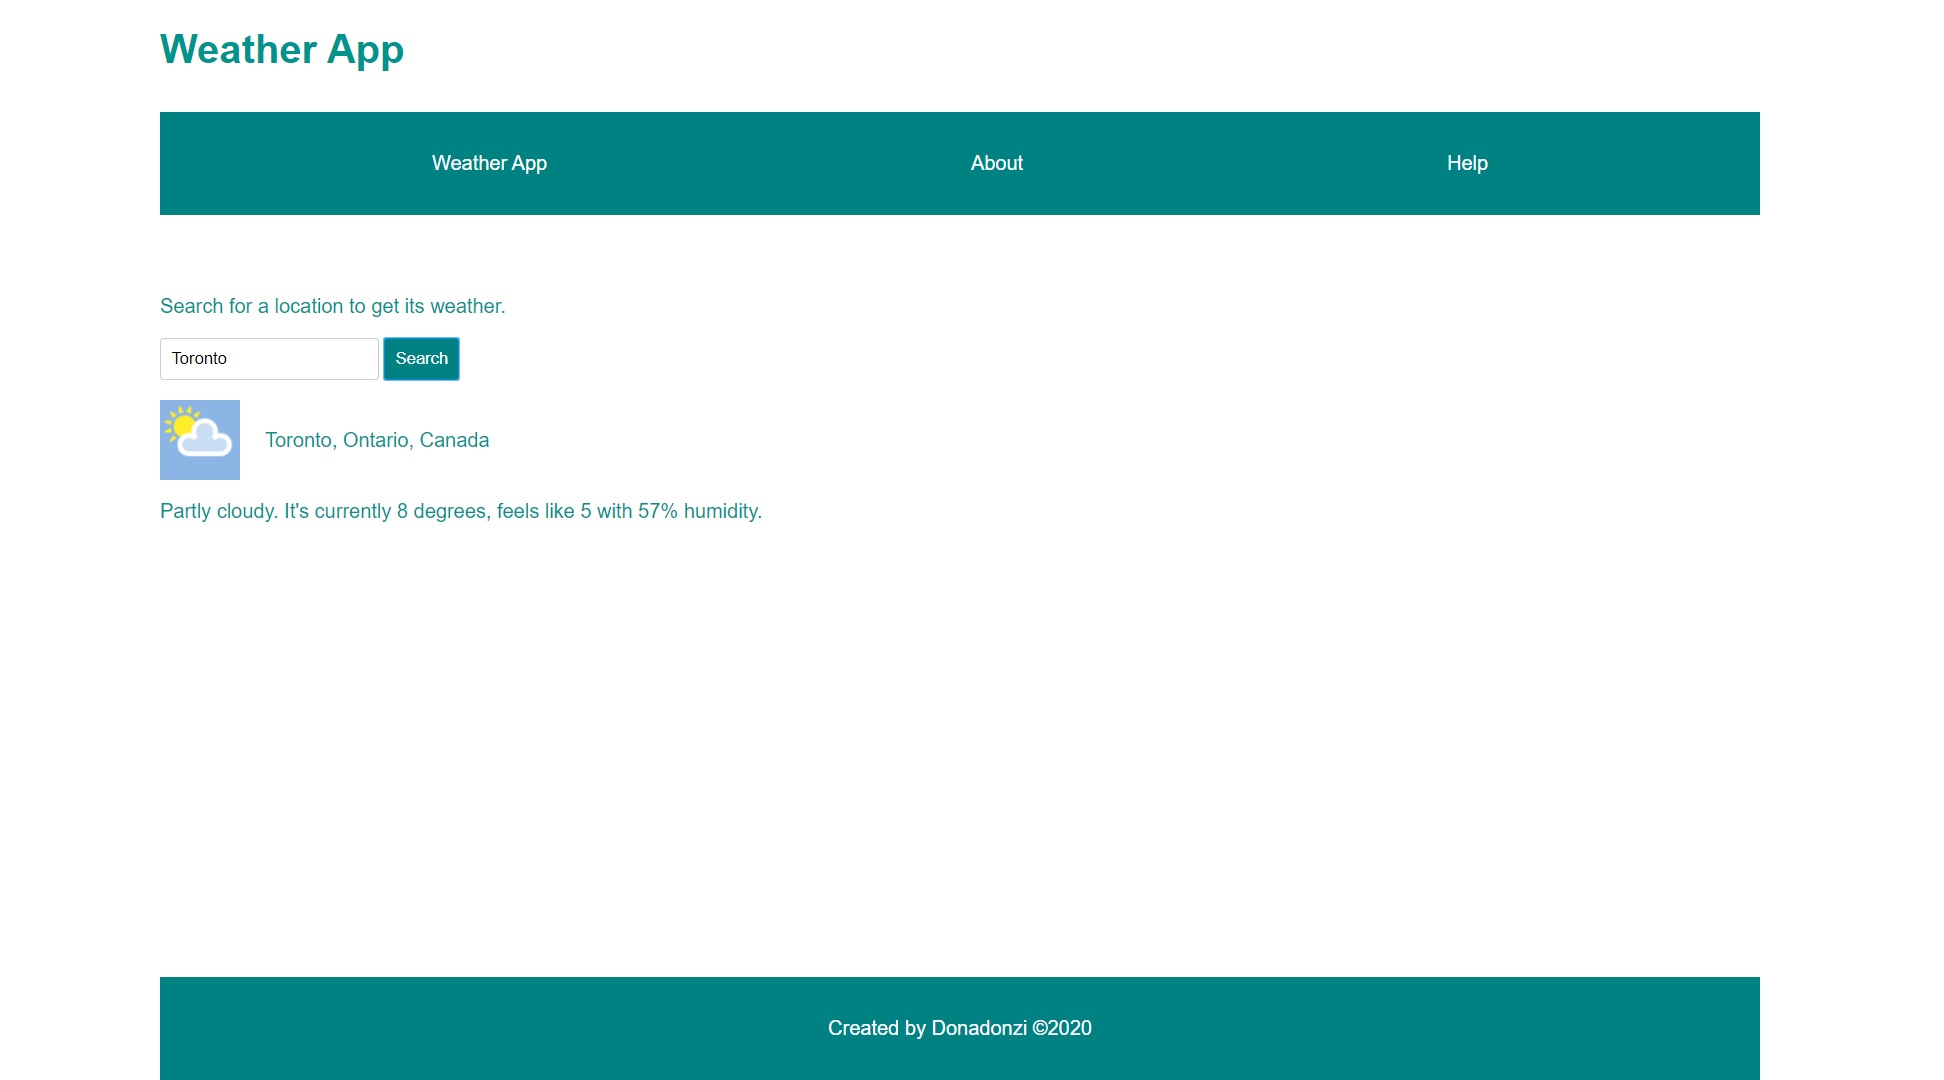 Weather App
Weather App About Help
Search for a location to get its weather.
Toronto Search
Toronto, Ontario, Canada
Partly cloudy. It's currently 8 degrees, feels like 5 with 57% humidity.
Created by Donadonzi ©2020